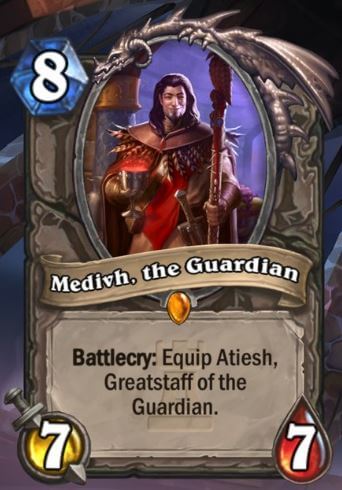 8
Medivh, the Guardian
Battlecry: Equip Atiesh,
Greatstaff of the
Guardian.
7
7